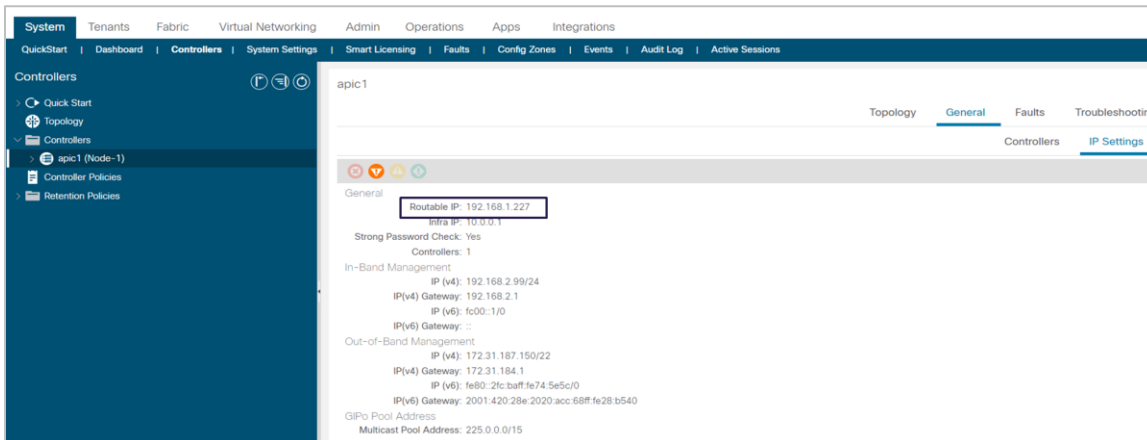 System Tenants Fabric Virtual Networking Admin Operations Apps Integrations
QuickStart | Dashboard | Controllers | System Settings | Smart Licensing | Faults | Config Zones | Events | Audit Log | Active Sessions
Controllers
Quick Start
Topology
Controllers
apic1 (Node-1)
Controller Policies
Retention Policies
apic1
Topology General Faults Troubleshootin
Controllers IP Settings
General
Routable IP: 192.168.1.227
Infra IP: 10.0.0.1
Strong Password Check: Yes
Controllers: 1
In-Band Management
IP (v4): 192.168.2.99/24
IP(v4) Gateway: 192.168.2.1
IP (v6): fc00::1/0
IP(v6) Gateway: ::
Out-of-Band Management
IP (v4): 172.31.187.150/22
IP(v4) Gateway: 172.31.184.1
IP (v6): fe80::2fc:baff:fe74:5e5c/0
IP(v6) Gateway: 2001:420:28e:2020:acc:68ff:fe28:b540
GIPo Pool Address
Multicast Pool Address: 225.0.0.0/15